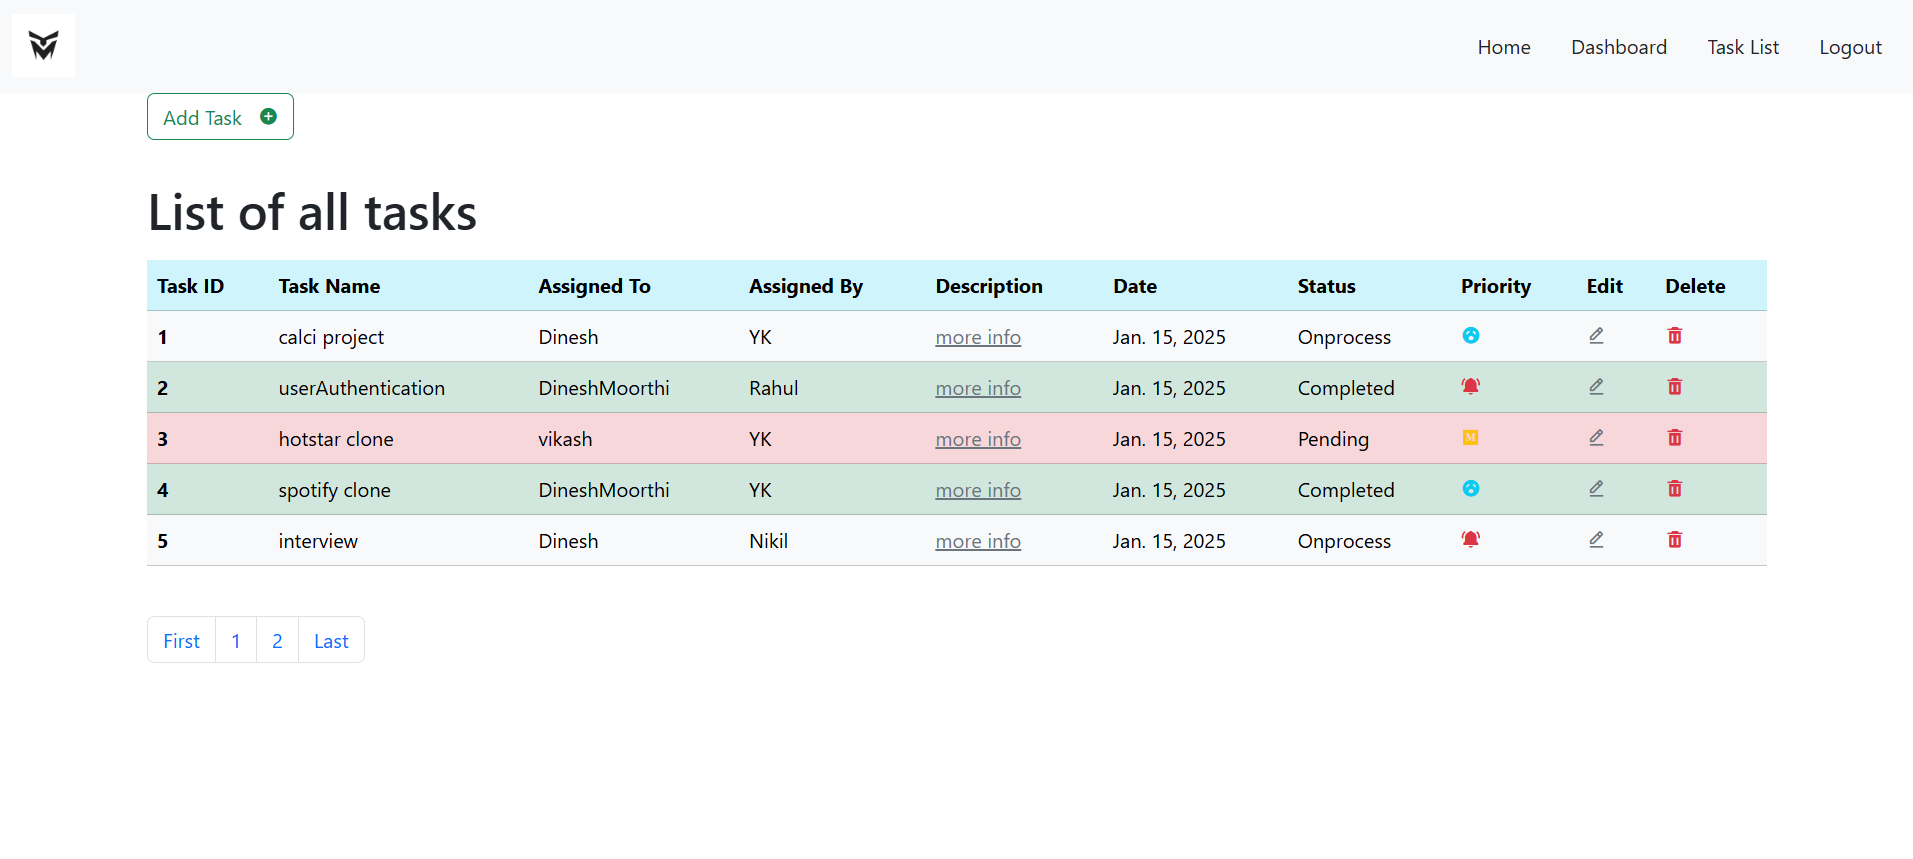 Home Dashboard Task List Logout
Add Task
List of all tasks
Task ID Task Name Assigned To Assigned By Description Date Status Priority Edit Delete
1 calci project Dinesh YK more info Jan. 15, 2025 Onprocess
2 userAuthentication DineshMoorthi Rahul more info Jan. 15, 2025 Completed
3 hotstar clone vikash YK more info Jan. 15, 2025 Pending M
4 spotify clone DineshMoorthi YK more info Jan. 15, 2025 Completed
5 interview Dinesh Nikil more info Jan. 15, 2025 Onprocess
First 1 2 Last